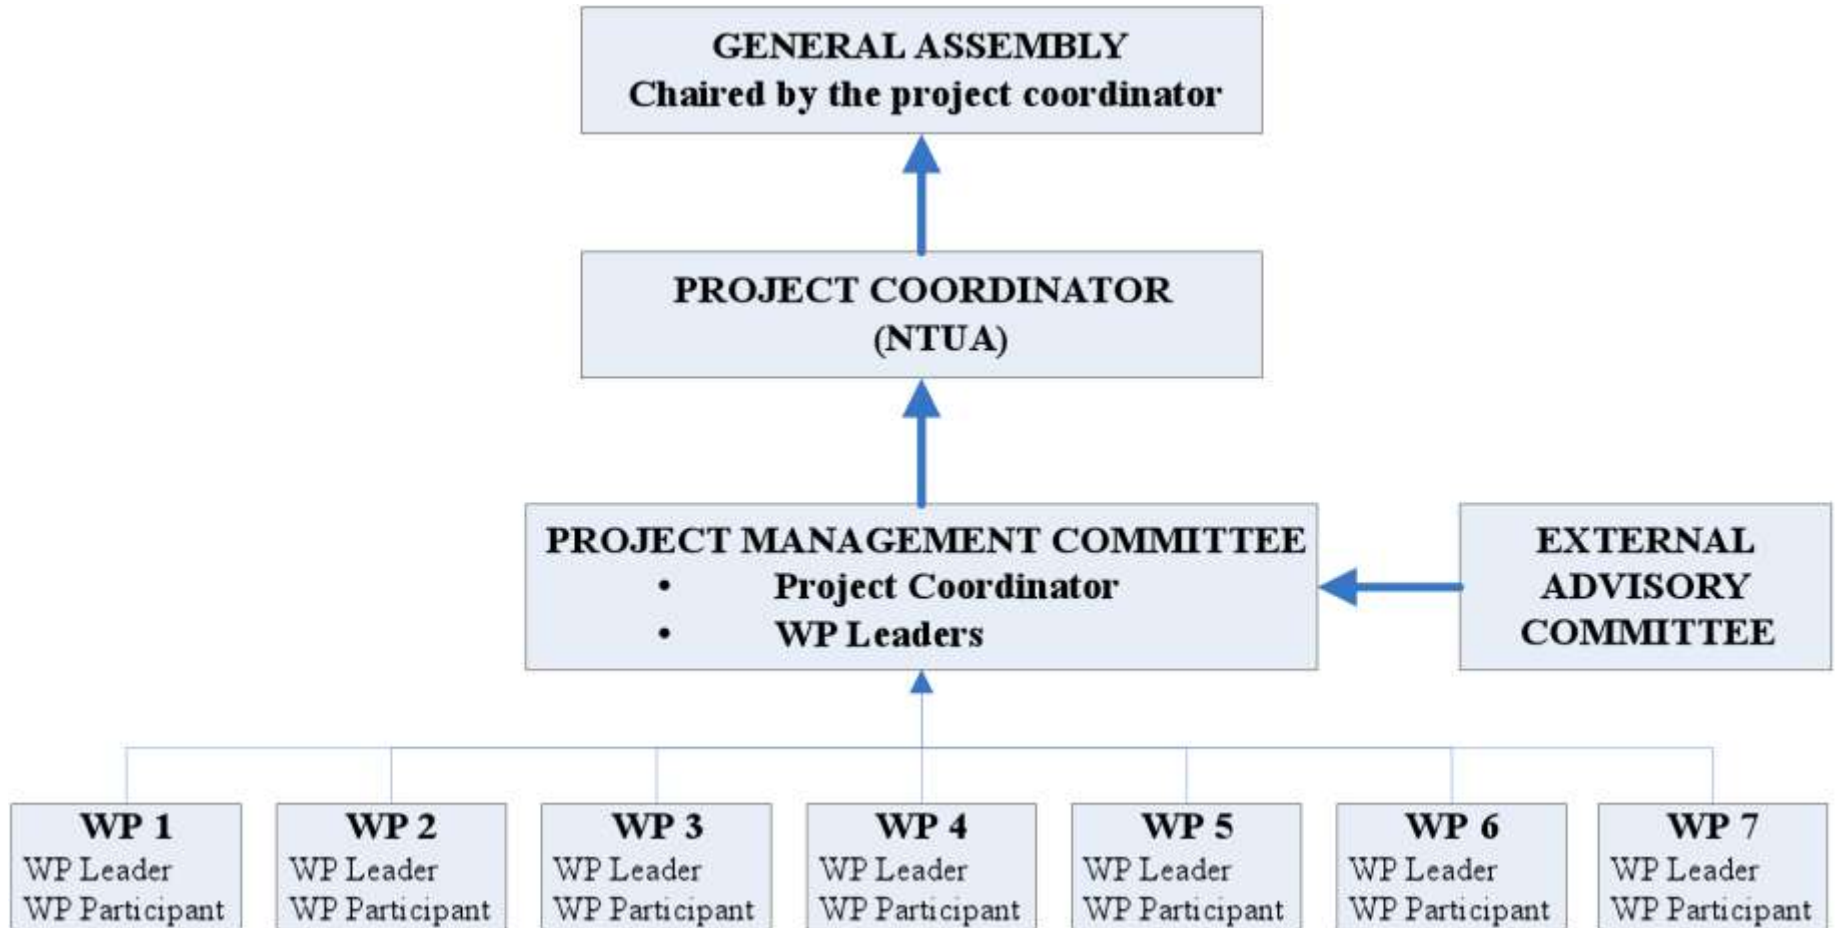 GENERAL ASSEMBLY
Chaired by the project coordinator
PROJECT COORDINATOR
(NTUA)
PROJECT MANAGEMENT COMMITTEE
• Project Coordinator
• WP Leaders
EXTERNAL
ADVISORY
COMMITTEE
WP 1
WP Leader
WP Participant
WP 2
WP Leader
WP Participant
WP 3
WP Leader
WP Participant
WP 4
WP Leader
WP Participant
WP 5
WP Leader
WP Participant
WP 6
WP Leader
WP Participant
WP 7
WP Leader
WP Participant